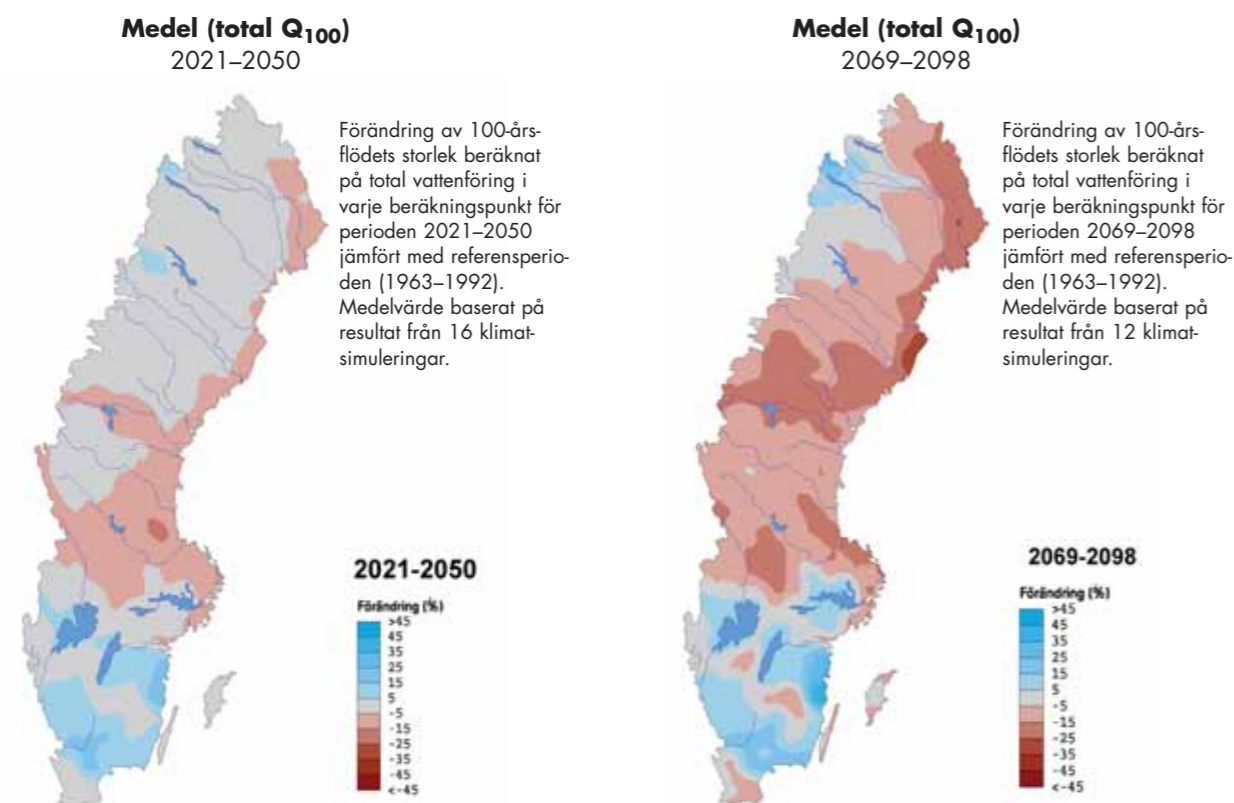 Medel (total Q100)
2021–2050
Förändring av 100-års-
flödets storlek beräknat
på total vattenföring i
varje beräkningspunkt för
perioden 2021–2050
jämfört med referensperio-
den (1963–1992).
Medelvärde baserat på
resultat från 16 klimat-
simuleringar.
2021-2050
Förändring (%)
>45
45
35
25
15
5
-5
-15
-25
-35
-45
<-45
Medel (total Q100)
2069–2098
Förändring av 100-års-
flödets storlek beräknat
på total vattenföring i
varje beräkningspunkt för
perioden 2069–2098
jämfört med referensperio-
den (1963–1992).
Medelvärde baserat på
resultat från 12 klimat-
simuleringar.
2069-2098
Förändring (%)
>45
45
35
25
15
5
-5
-15
-25
-35
-45
<-45